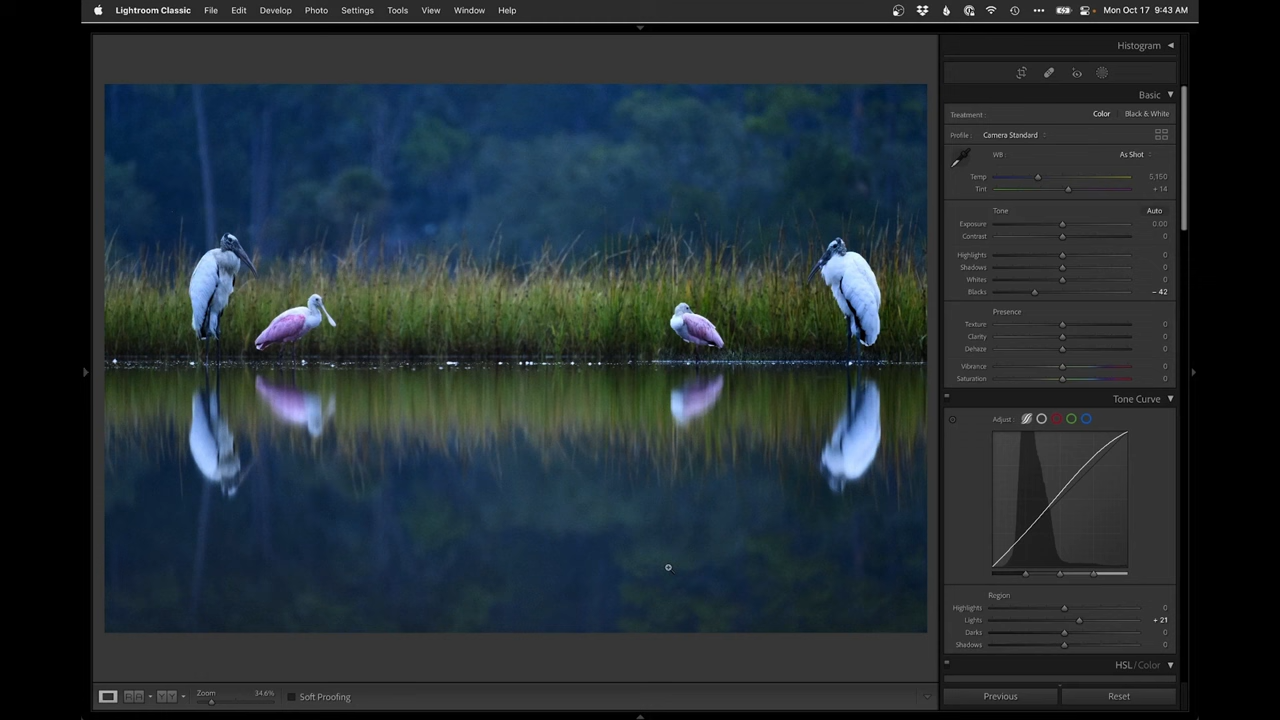 Lightroom Classic File Edit Develop Photo Settings Tools View Window Help Mon Oct 17 9:43 AM
Histogram
Basic
Treatment: Color Black & White
Profile: Camera Standard
WB: As Shot
Temp 5,150
Tint + 14
Tone Auto
Exposure 0.00
Contrast 0
Highlights 0
Shadows 0
Whites 0
Blacks - 42
Presence
Texture 0
Clarity 0
Dehaze 0
Vibrance 0
Saturation 0
Tone Curve
Adjust:
Region
Highlights 0
Lights + 21
Darks 0
Shadows 0
HSL / Color
Zoom 34.6% Soft Proofing
Previous Reset